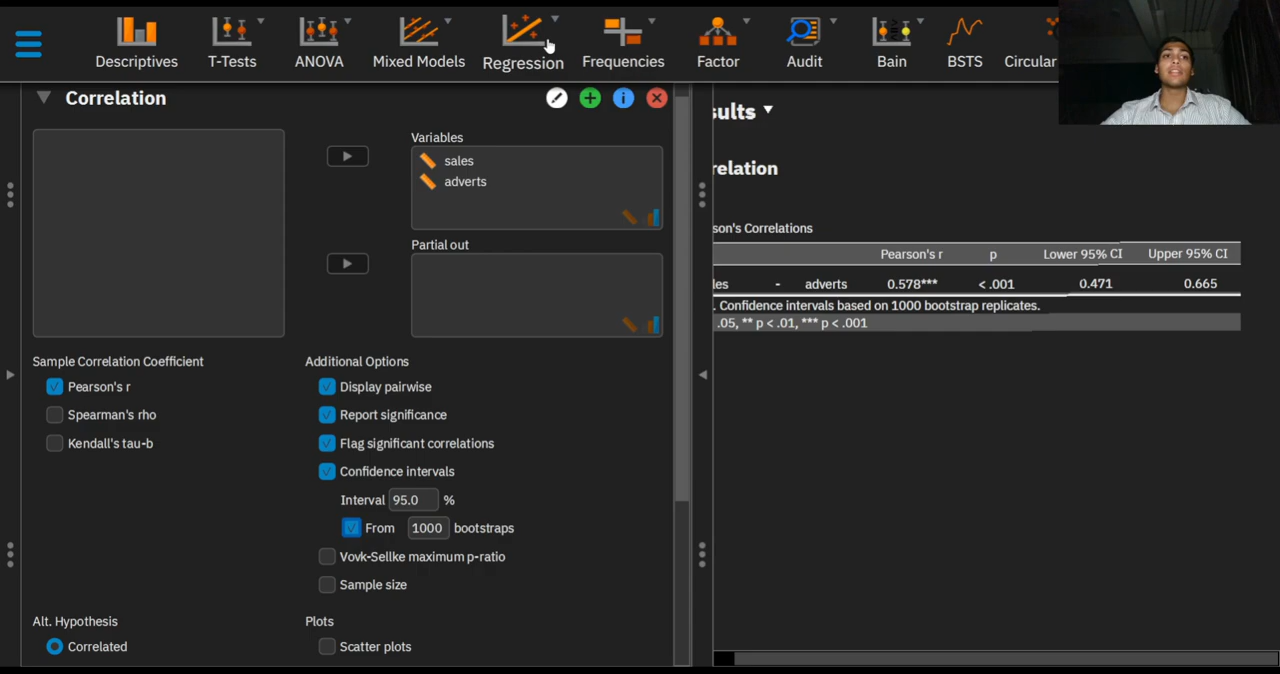 Descriptives T-Tests ANOVA Mixed Models Regression Frequencies Factor Audit Bain BSTS Circular
Correlation
Variables
sales
adverts
Partial out
Sample Correlation Coefficient
Pearson's r
Spearman's rho
Kendall's tau-b
Additional Options
Display pairwise
Report significance
Flag significant correlations
Confidence intervals
Interval 95.0 %
From 1000 bootstraps
Vovk-Sellke maximum p-ratio
Sample size
Alt. Hypothesis
Correlated
Plots
Scatter plots
sults
relation
son's Correlations
Pearson's r p Lower 95% CI Upper 95% CI
les - adverts 0.578*** < .001 0.471 0.665
. Confidence intervals based on 1000 bootstrap replicates.
.05, ** p < .01, *** p < .001